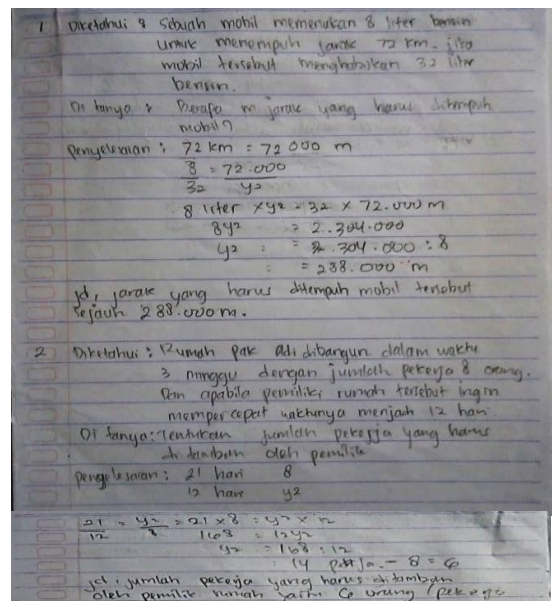 1 Diketahui : Sebuah mobil memerlukan 8 liter bensin
untuk menempuh jarak 72 km. jika
mobil tersebut menghabiskan 32 liter
bensin.
Di tanya : Berapa m jarak yang harus ditempuh
mobil?
Penyelesaian : 72 km = 72 000 m
8/32 = 72.000/y2
8 liter x y2 = 32 x 72.000 m
8y2 = 2.304.000
y2 = 2.304.000 : 8
= 288.000 m
jd, jarak yang harus ditempuh mobil tersebut
sejauh 288.000 m.
2 Diketahui : Rumah pak adi dibangun dalam waktu
3 minggu dengan jumlah pekerja 8 orang.
Dan apabila pemilik rumah tersebut ingin
mempercepat waktunya menjadi 12 hari
Di tanya : Tentukan jumlah pekerja yang harus
di tambah oleh pemilik
Penyelesaian : 21 hari 8
12 hari y2
21/12 = y2/8 = 21 x 8 = y2 x 12
168 = 12y2
y2 = 168 : 12
14 pekerja - 8 = 6
jd, jumlah pekerja yang harus ditambah
oleh pemilik rumah yaitu 6 orang (pekerja